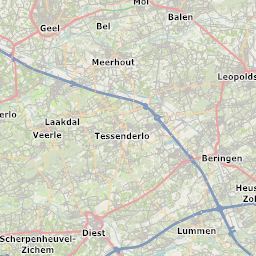 Mol
Balen
Bel
Geel
Meerhout
Leopolds
erlo
Laakdal
Veerle
Tessenderlo
Beringen
Heus
Zol
Scherpenheuvel-
Zichem
Diest
Lummen